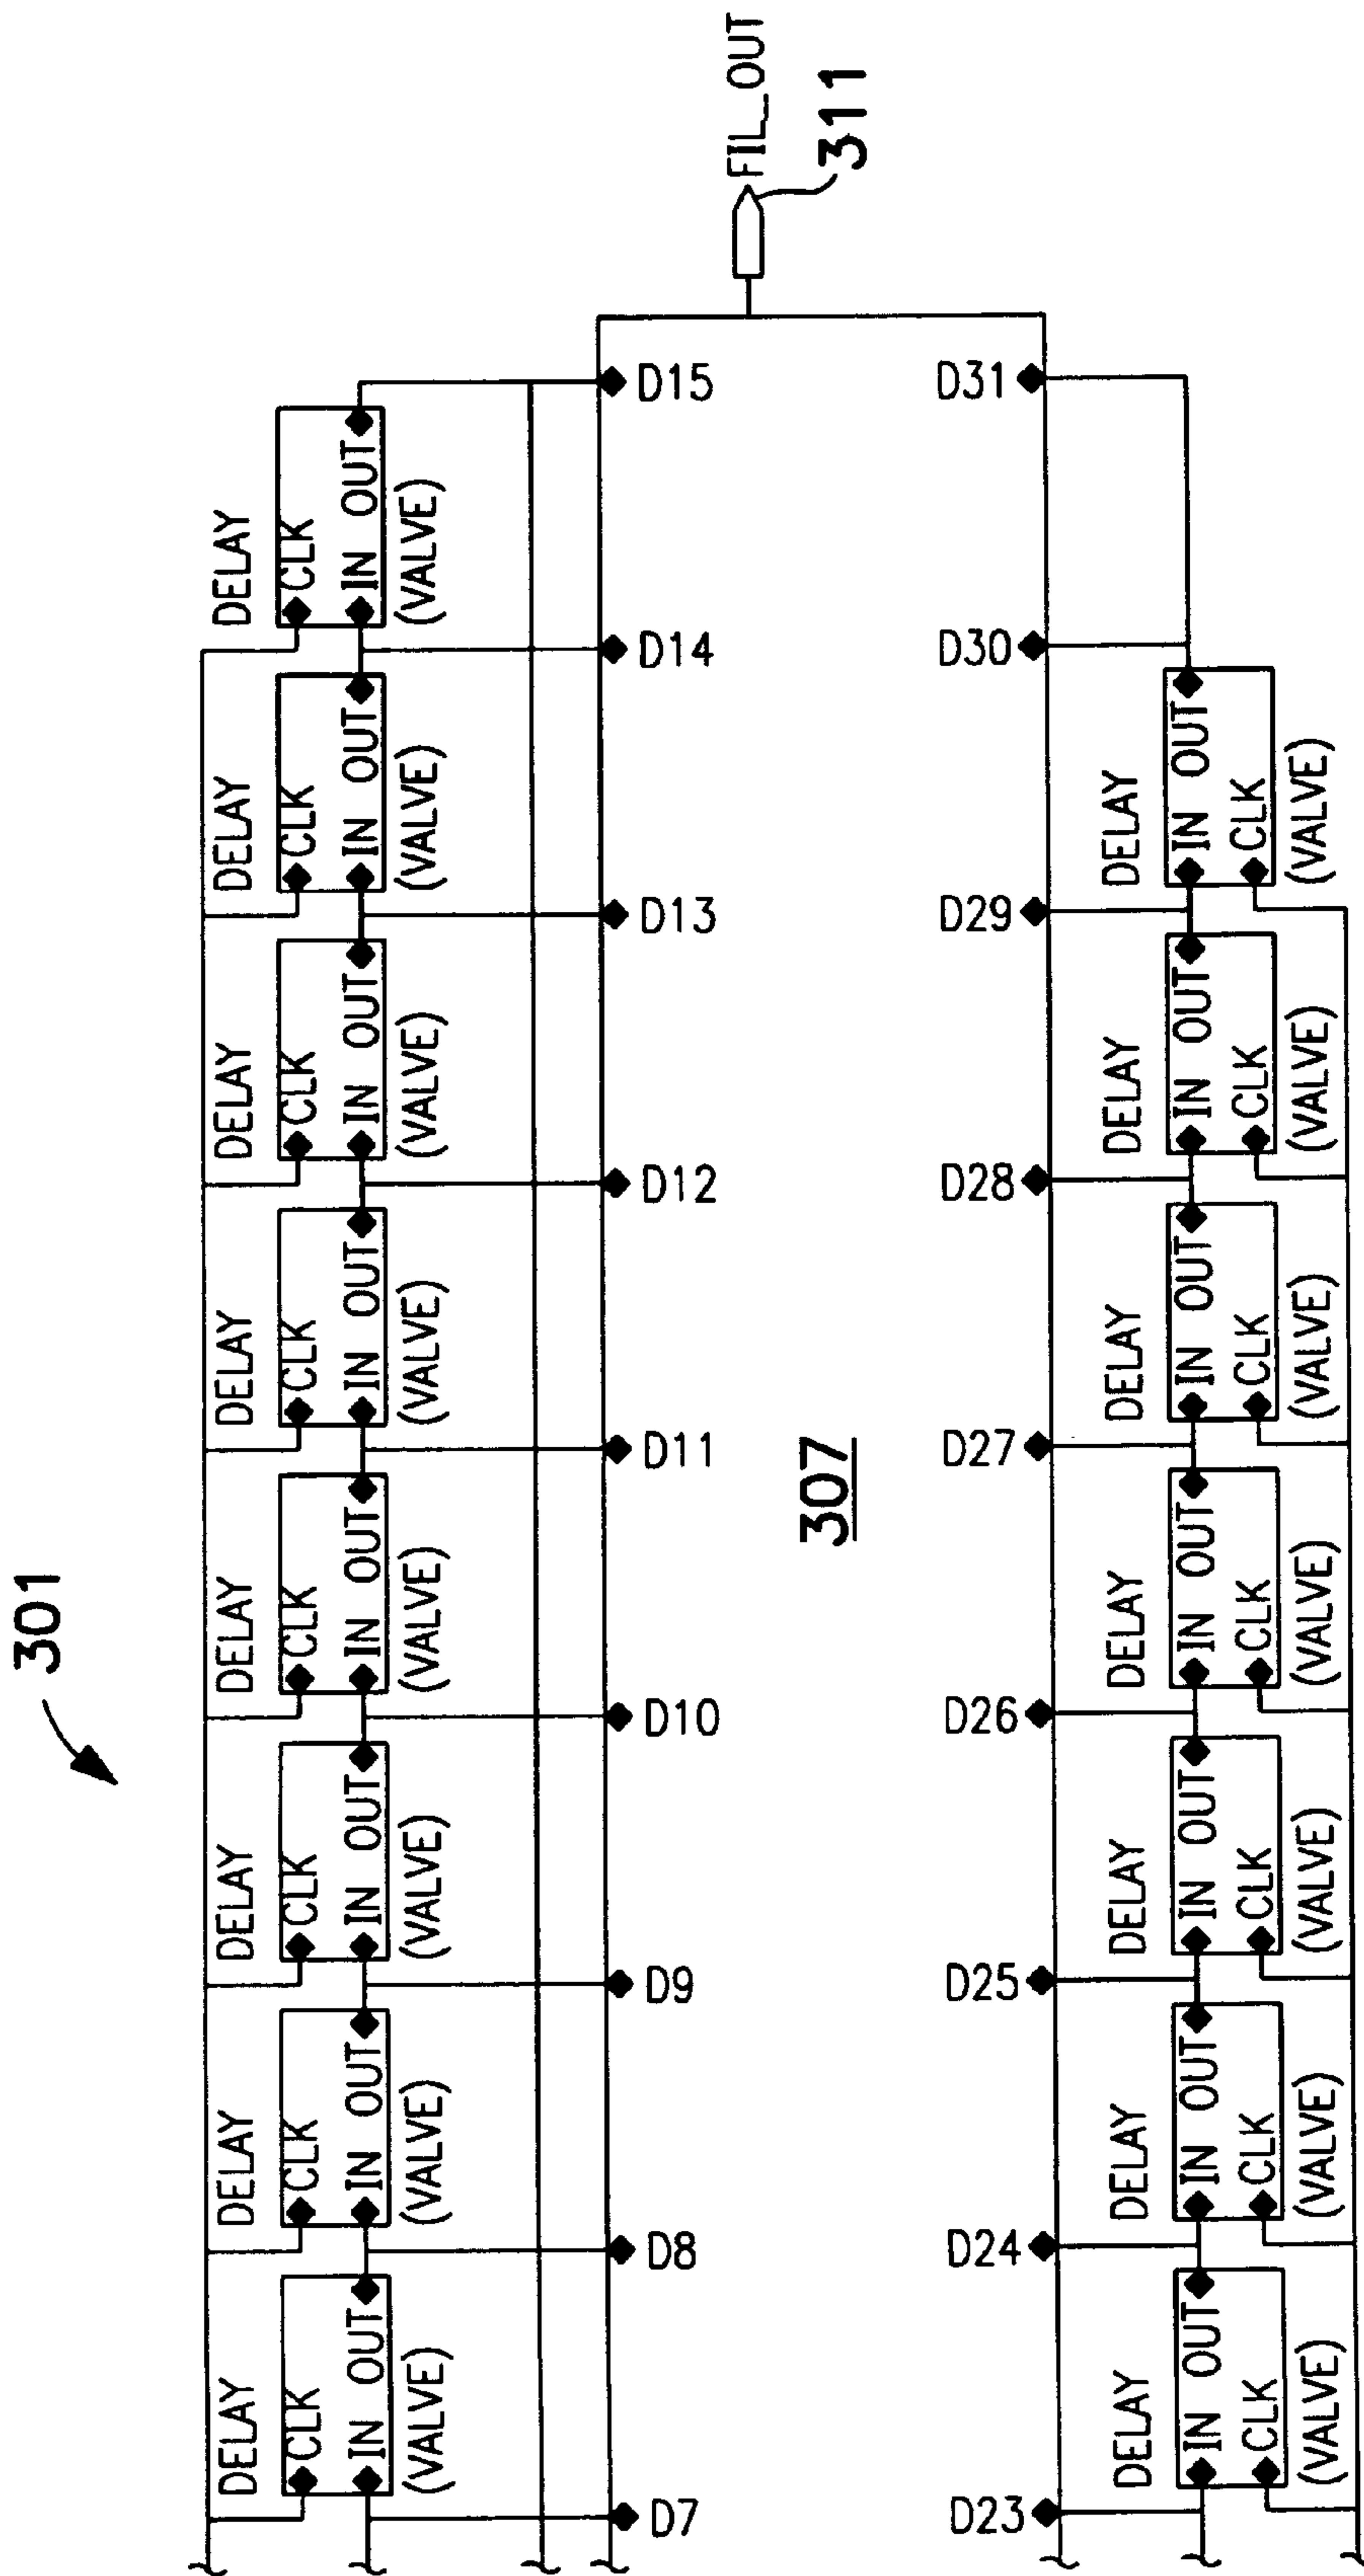 301
DELAY DELAY DELAY DELAY DELAY DELAY DELAY DELAY
CLK CLK CLK CLK CLK CLK CLK CLK
IN OUT IN OUT IN OUT IN OUT IN OUT IN OUT IN OUT IN OUT
(VALVE) (VALVE) (VALVE) (VALVE) (VALVE) (VALVE) (VALVE) (VALVE)
D7 D8 D9 D10 D11 D12 D13 D14 D15
FIL_OUT
307
311
D23 D24 D25 D26 D27 D28 D29 D30 D31
DELAY DELAY DELAY DELAY DELAY DELAY DELAY
IN OUT IN OUT IN OUT IN OUT IN OUT IN OUT IN OUT
CLK CLK CLK CLK CLK CLK CLK
(VALVE) (VALVE) (VALVE) (VALVE) (VALVE) (VALVE) (VALVE)